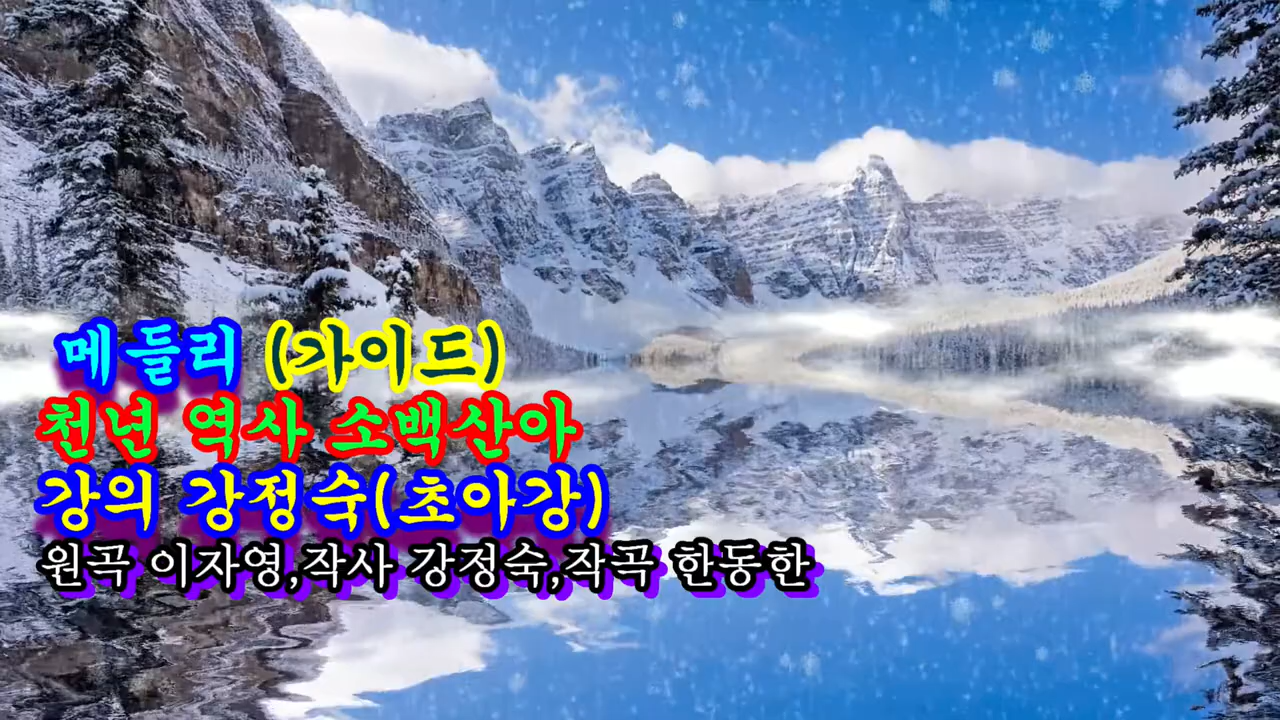 메들리 (가이드)
천년 역사 소백산아
강의 강정숙(초아강)
원곡 이자영,작사 강정숙,작곡 한동한